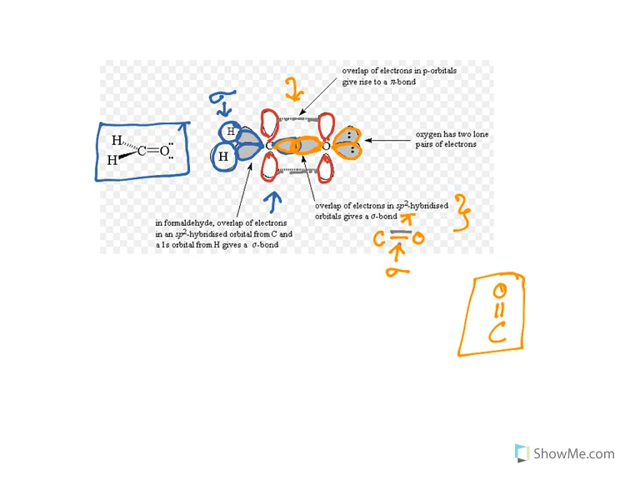 overlap of electrons in p-orbitals
give rise to a π-bond
σ
H
H
C=O
H
H
C
O
oxygen has two lone
pairs of electrons
overlap of electrons in sp²-hybridised
orbitals gives a σ-bond
in formaldehyde, overlap of electrons
in an sp²-hybridised orbital from C and
a 1s orbital from H gives a σ-bond
π
C = O
σ
O
=
C
ShowMe.com